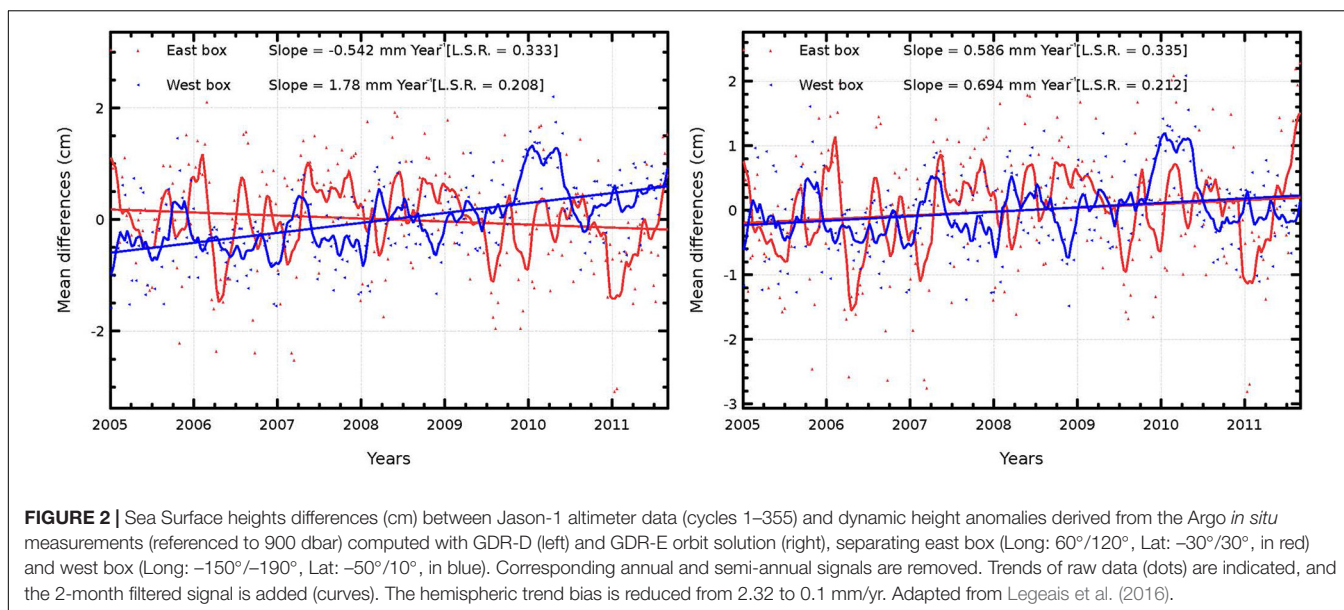 East box Slope = -0.542 mm Year⁻¹[L.S.R. = 0.333]
West box Slope = 1.78 mm Year⁻¹[L.S.R. = 0.208]
Mean differences (cm)
2
0
-2
2005 2006 2007 2008 2009 2010 2011
Years
East box Slope = 0.586 mm Year⁻¹[L.S.R. = 0.335]
West box Slope = 0.694 mm Year⁻¹[L.S.R. = 0.212]
Mean differences (cm)
2
1
0
-1
-2
-3
2005 2006 2007 2008 2009 2010 2011
Years
FIGURE 2 | Sea Surface heights differences (cm) between Jason-1 altimeter data (cycles 1–355) and dynamic height anomalies derived from the Argo in situ
measurements (referenced to 900 dbar) computed with GDR-D (left) and GDR-E orbit solution (right), separating east box (Long: 60°/120°, Lat: –30°/30°, in red)
and west box (Long: –150°/–190°, Lat: –50°/10°, in blue). Corresponding annual and semi-annual signals are removed. Trends of raw data (dots) are indicated, and
the 2-month filtered signal is added (curves). The hemispheric trend bias is reduced from 2.32 to 0.1 mm/yr. Adapted from Legeais et al. (2016).